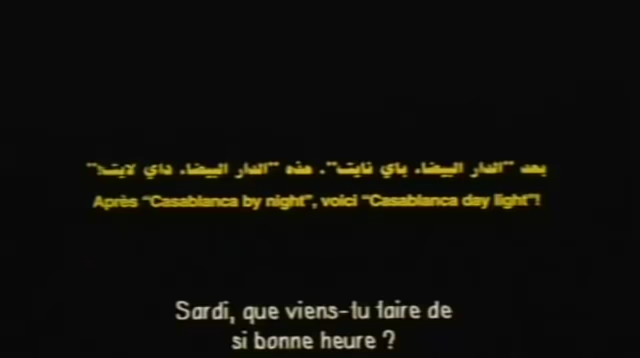 بعد "الدار البيضاء باي نايت". هذه "الدار البيضاء داي لايت"!
Après "Casablanca by night", voici "Casablanca day light"!
Sardi, que viens-tu faire de
si bonne heure ?